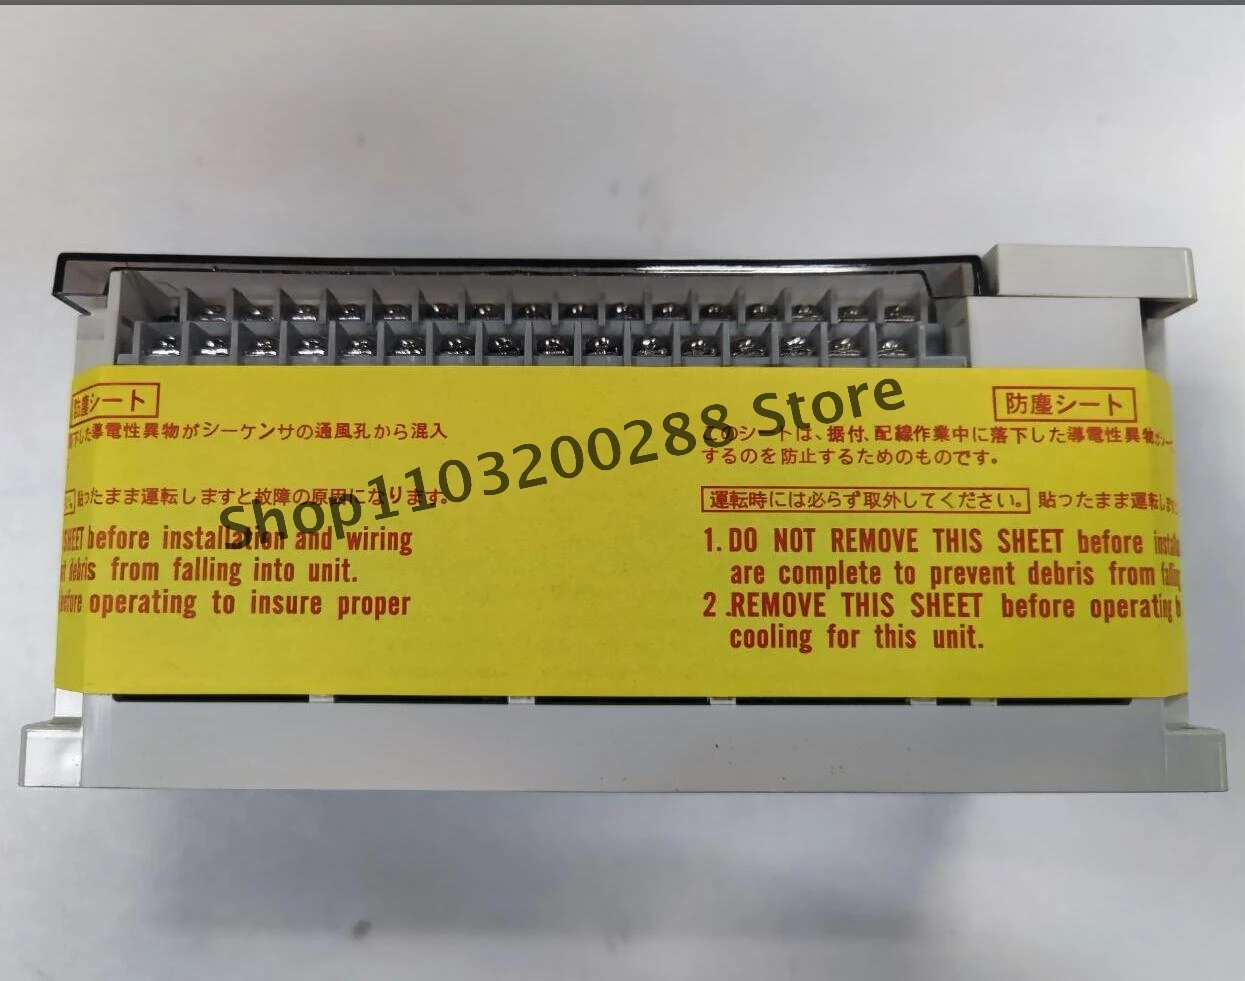 防塵シート
導電性異物がシーケンサの通風孔から混入
貼ったまま運転しますと故障の原因になります。
SHEET before installation and wiring
debris from falling into unit.
before operating to insure proper
防塵シート
このシートは、据付、配線作業中に落下した導電性異物が
するのを防止するためのものです。
運転時には必らず取外してください。 貼ったまま運転しま
1. DO NOT REMOVE THIS SHEET before
are complete to prevent debris from falling
2. REMOVE THIS SHEET before operating
cooling for this unit.
Shop1103200288 Store